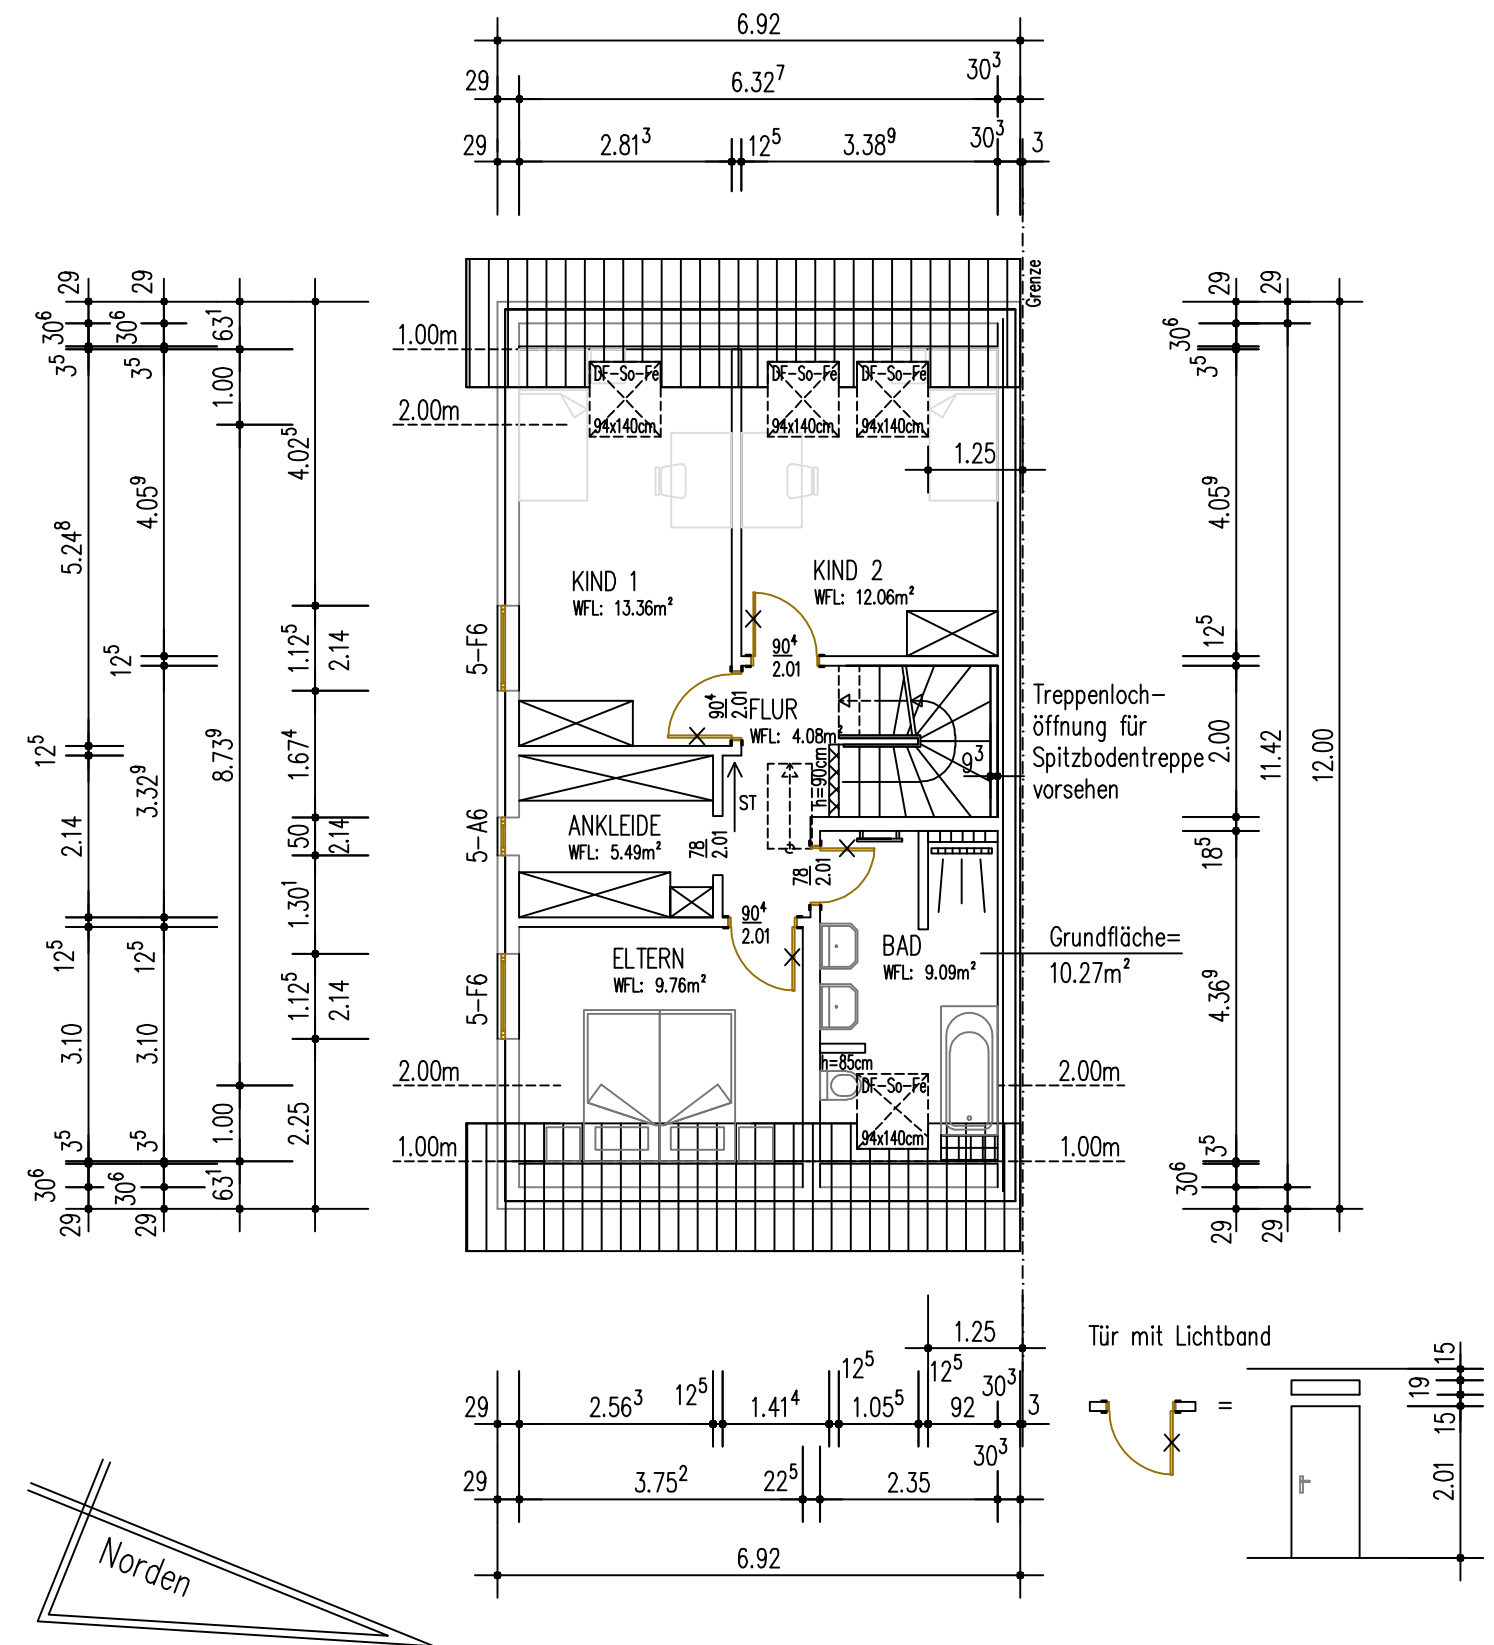 6.92
29
6.32⁷
30³
29
2.81³
12⁵
3.38⁹
30³
3
Grenze
29
29
30⁶
30⁶
63¹
3⁵
3⁵
1.00
4.02⁵
5.24⁸
4.05⁹
12⁵
1.12⁵
2.14
12⁵
3.32⁹
8.73⁹
1.67⁴
2.14
50
2.14
1.30¹
12⁵
12⁵
1.12⁵
2.14
3.10
3.10
1.00
2.25
3⁵
3⁵
30⁶
30⁶
63¹
29
29
1.00m
2.00m
DF-So-Fe
94x140cm
DF-So-Fe
94x140cm
DF-So-Fe
94x140cm
1.25
KIND 1
WFL: 13.36m²
KIND 2
WFL: 12.06m²
5-F6
90⁴
2.01
90⁴
2.01
FLUR
WFL: 4.08m²
h=90cm
9³
ST
5-A6
ANKLEIDE
WFL: 5.49m²
78
2.01
78
2.01
90⁴
2.01
5-F6
ELTERN
WFL: 9.76m²
BAD
WFL: 9.09m²
h=85cm
DF-So-Fe
94x140cm
2.00m
1.00m
2.00m
1.00m
Treppenloch-
öffnung für
Spitzbodentreppe
vorsehen
Grundfläche=
10.27m²
29
29
30⁶
3⁵
4.05⁹
12⁵
2.00
11.42
12.00
18⁵
4.36⁹
3⁵
30⁶
29
29
1.25
29
2.56³
12⁵
1.41⁴
12⁵
1.05⁵
12⁵
92
30³
3
29
3.75²
22⁵
2.35
30³
6.92
Norden
Tür mit Lichtband
=
15
19
15
2.01